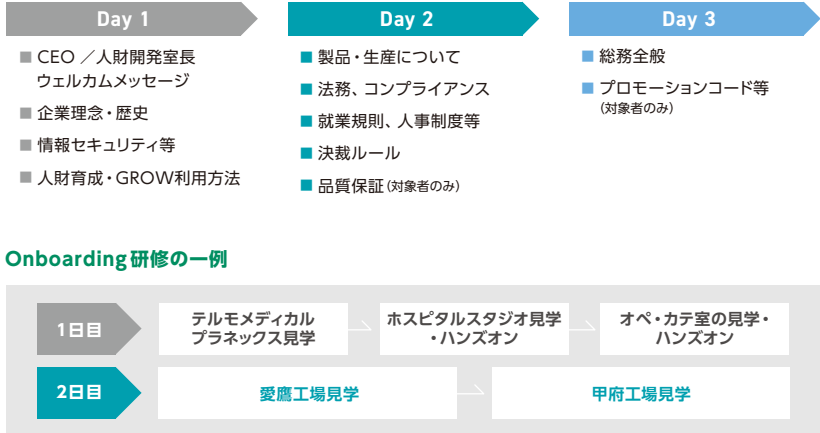 Day 1
■ CEO ／人財開発室長
ウェルカムメッセージ
■ 企業理念・歴史
■ 情報セキュリティ等
■ 人財育成・GROW利用方法
Day 2
■ 製品・生産について
■ 法務、コンプライアンス
■ 就業規則、人事制度等
■ 決裁ルール
■ 品質保証(対象者のみ)
Day 3
■ 総務全般
■ プロモーションコード等
(対象者のみ)
Onboarding研修の一例
1日目
テルモメディカル
プラネックス見学
ホスピタルスタジオ見学
・ハンズオン
オペ・カテ室の見学・
ハンズオン
2日目
愛鷹工場見学
甲府工場見学